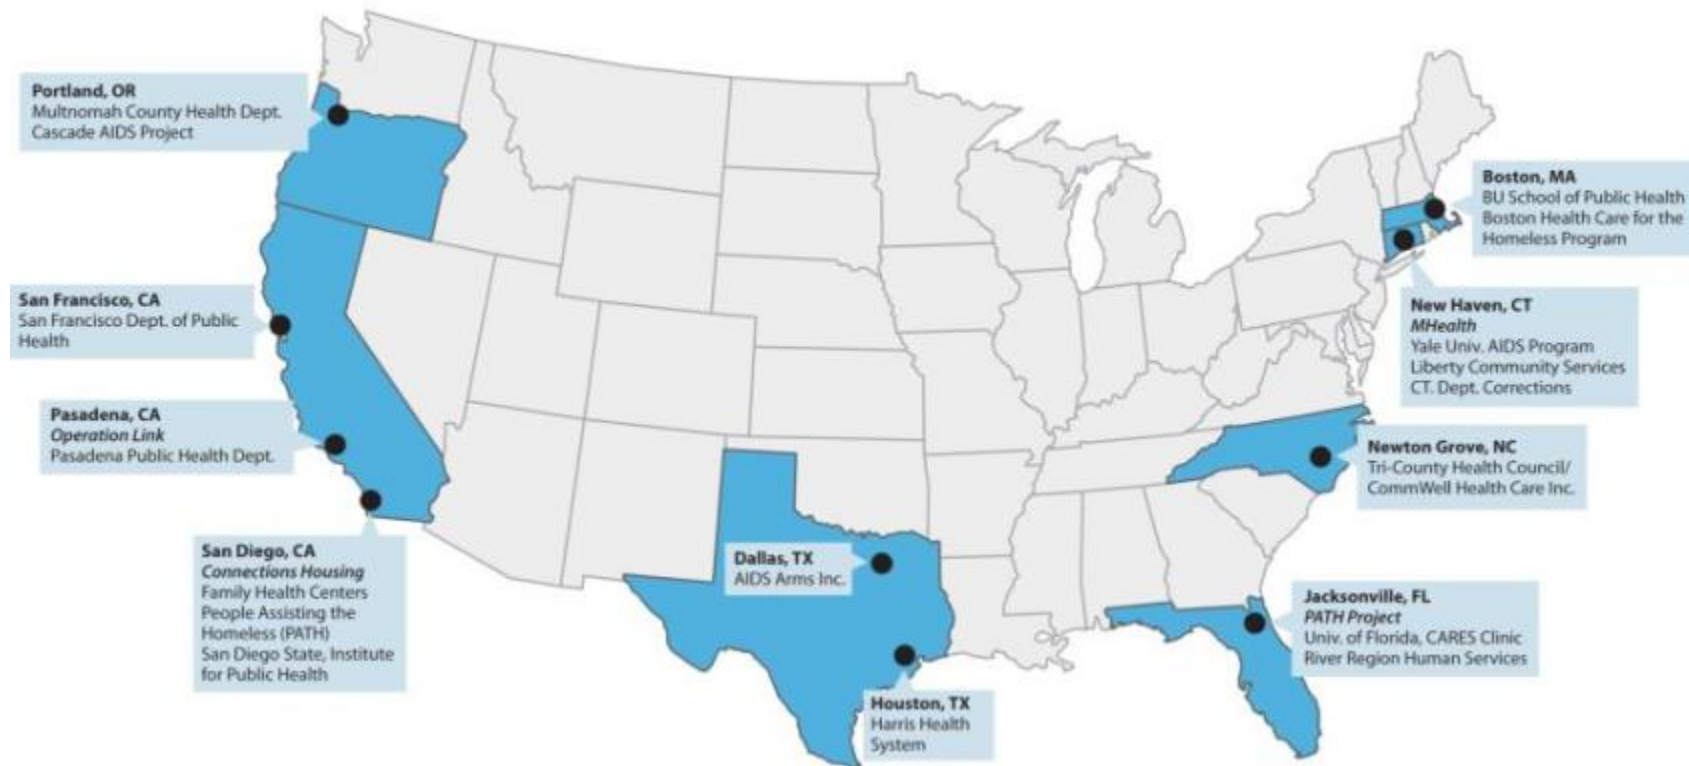 Portland, OR
Multnomah County Health Dept.
Cascade AIDS Project
San Francisco, CA
San Francisco Dept. of Public
Health
Pasadena, CA
Operation Link
Pasadena Public Health Dept.
San Diego, CA
Connections Housing
Family Health Centers
People Assisting the
Homeless (PATH)
San Diego State, Institute
for Public Health
Dallas, TX
AIDS Arms Inc.
Houston, TX
Harris Health
System
Boston, MA
BU School of Public Health
Boston Health Care for the
Homeless Program
New Haven, CT
MHealth
Yale Univ. AIDS Program
Liberty Community Services
CT. Dept. Corrections
Newton Grove, NC
Tri-County Health Council/
CommWell Health Care Inc.
Jacksonville, FL
PATH Project
Univ. of Florida, CARES Clinic
River Region Human Services